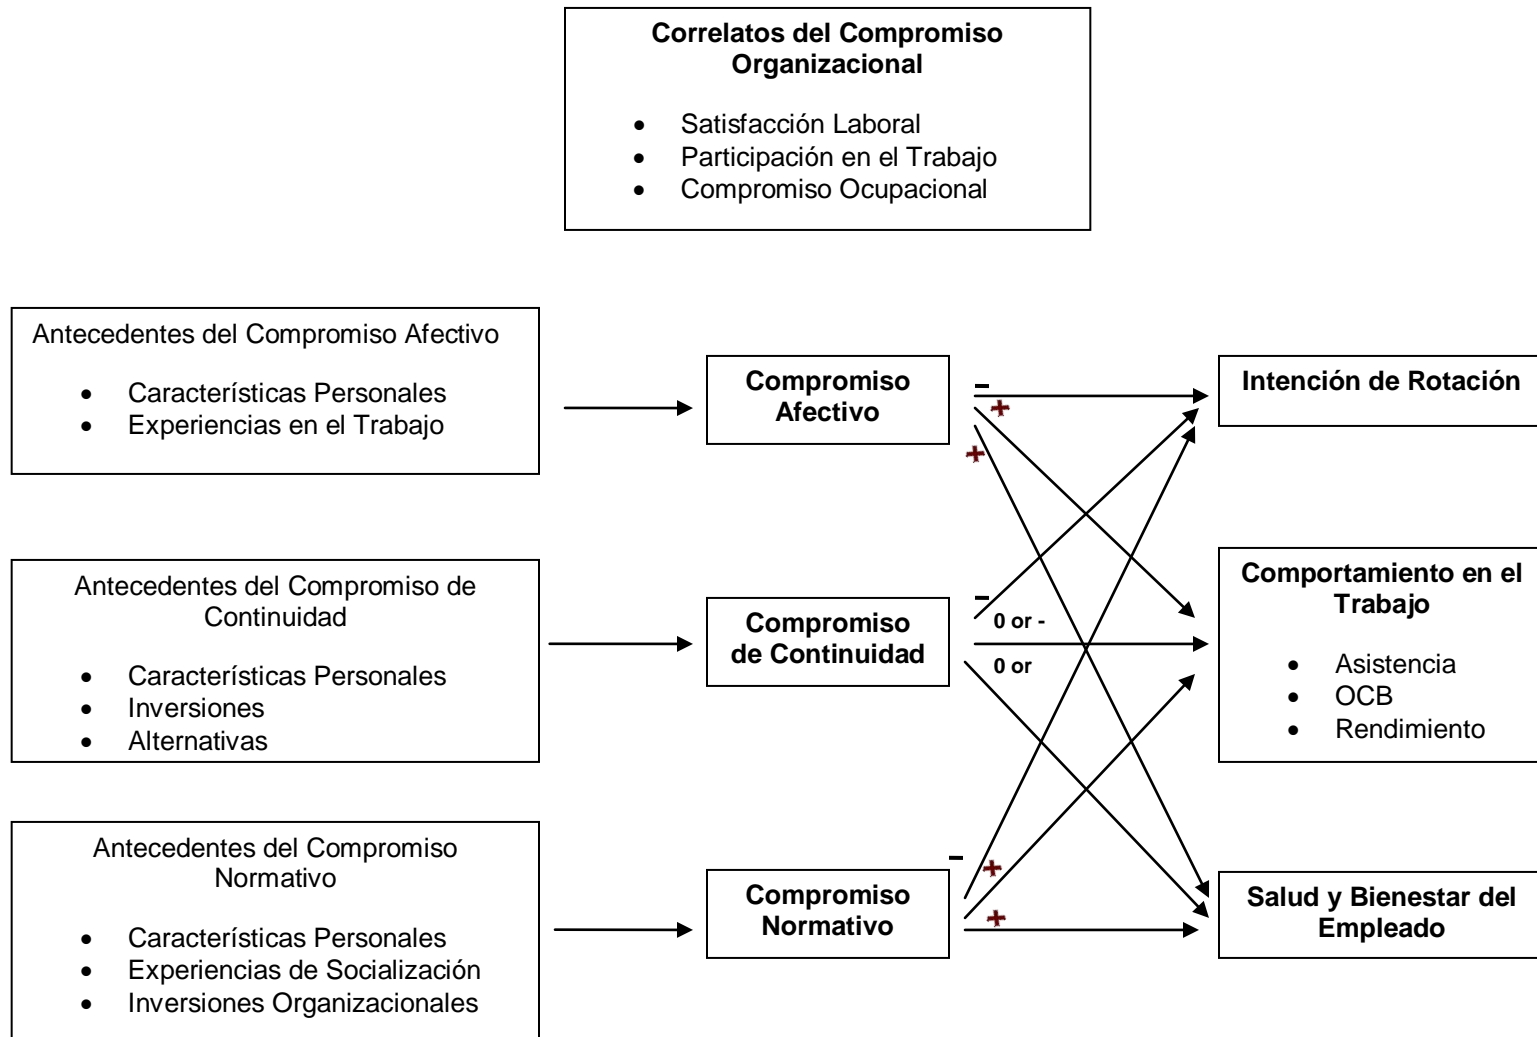 Correlatos del Compromiso
Organizacional
• Satisfacción Laboral
• Participación en el Trabajo
• Compromiso Ocupacional
Antecedentes del Compromiso Afectivo
• Características Personales
• Experiencias en el Trabajo
Compromiso
Afectivo
–
+
+
Intención de Rotación
Antecedentes del Compromiso de
Continuidad
• Características Personales
• Inversiones
• Alternativas
Compromiso
de Continuidad
–
0 or -
0 or
Comportamiento en el
Trabajo
• Asistencia
• OCB
• Rendimiento
Antecedentes del Compromiso
Normativo
• Características Personales
• Experiencias de Socialización
• Inversiones Organizacionales
Compromiso
Normativo
–
+
+
Salud y Bienestar del
Empleado